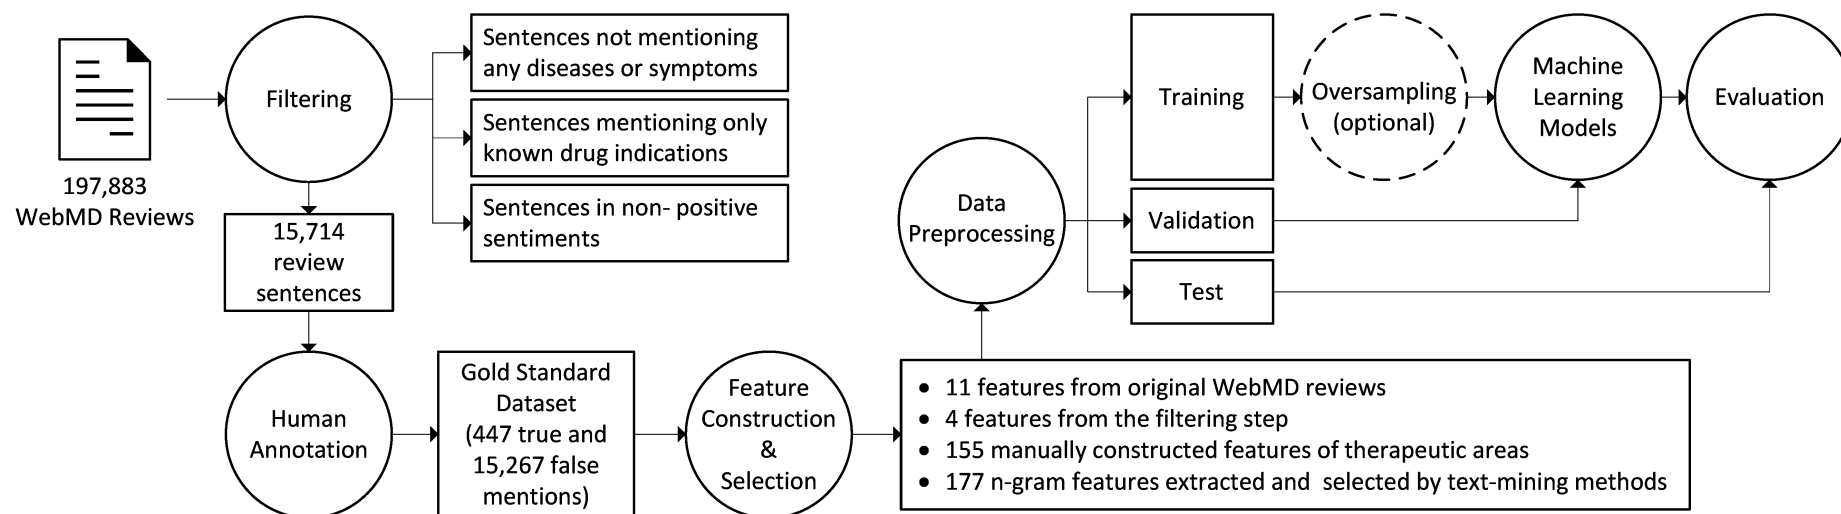 197,883
WebMD Reviews
Filtering
Sentences not mentioning
any diseases or symptoms
Sentences mentioning only
known drug indications
Sentences in non- positive
sentiments
15,714
review
sentences
Human
Annotation
Gold Standard
Dataset
(447 true and
15,267 false
mentions)
Feature
Construction
&
Selection
• 11 features from original WebMD reviews
• 4 features from the filtering step
• 155 manually constructed features of therapeutic areas
• 177 n-gram features extracted and  selected by text-mining methods
Data
Preprocessing
Training
Validation
Test
Oversampling
(optional)
Machine
Learning
Models
Evaluation